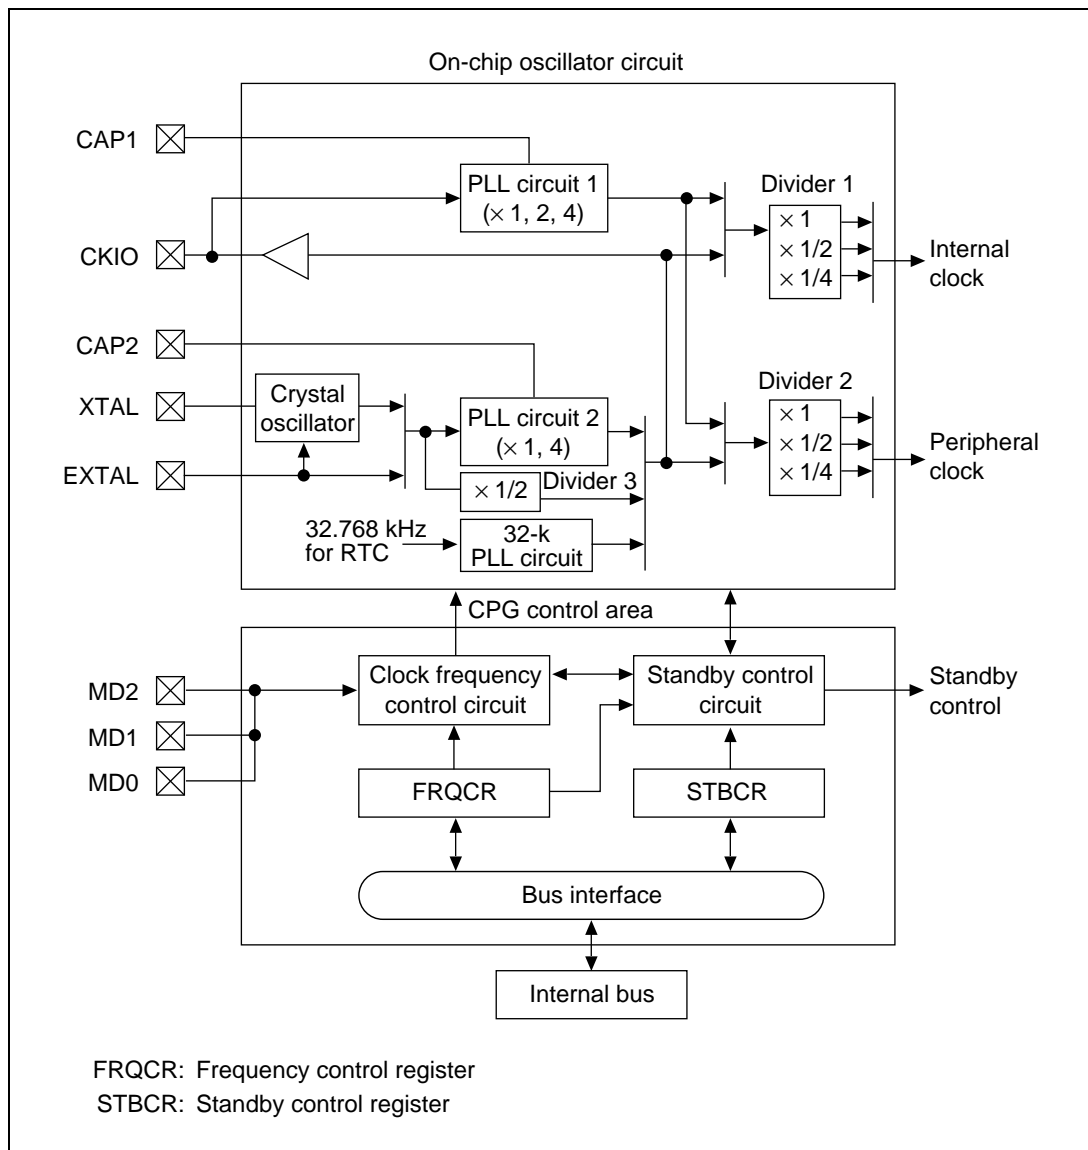 On-chip oscillator circuit
CAP1
PLL circuit 1
(× 1, 2, 4)
Divider 1
× 1
× 1/2
× 1/4
CKIO
Internal
clock
CAP2
XTAL
Crystal
oscillator
PLL circuit 2
(× 1, 4)
Divider 2
× 1
× 1/2
× 1/4
Peripheral
clock
EXTAL
× 1/2
Divider 3
32.768 kHz
for RTC
32-k
PLL circuit
CPG control area
MD2
MD1
MD0
Clock frequency
control circuit
Standby control
circuit
Standby
control
FRQCR
STBCR
Bus interface
Internal bus
FRQCR: Frequency control register
STBCR: Standby control register